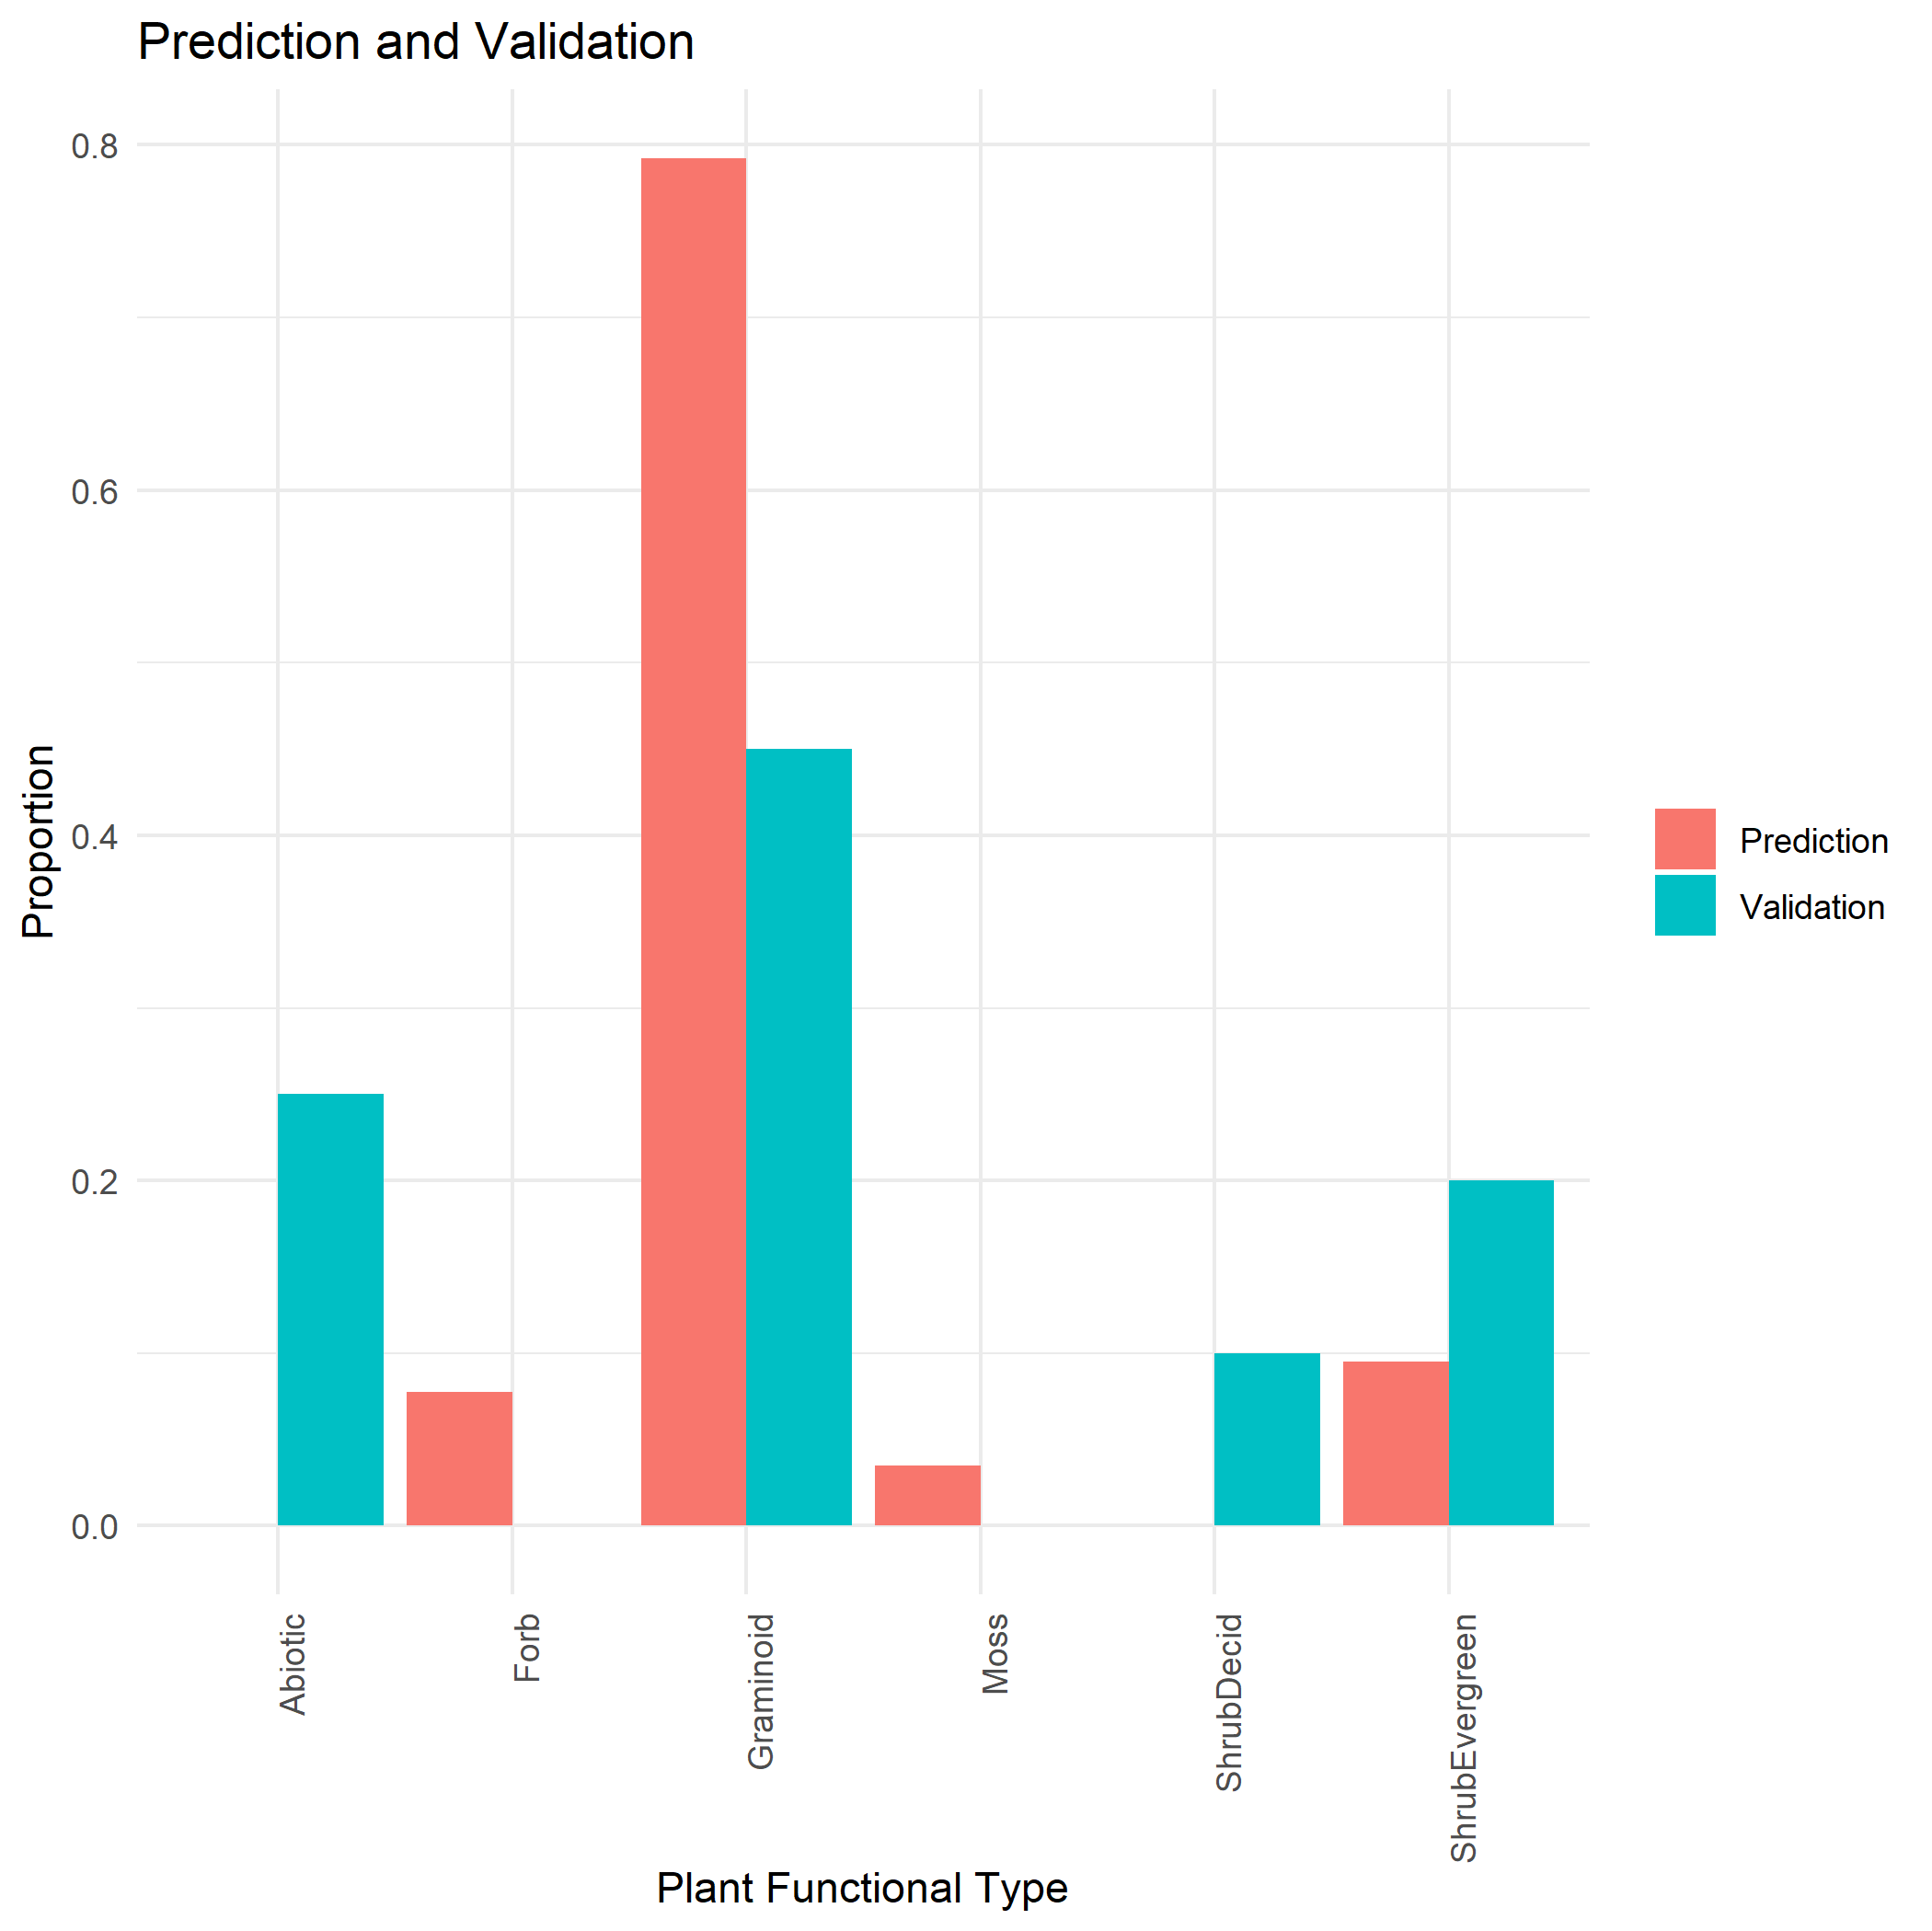 Prediction and Validation
Proportion
0.8
0.6
0.4
0.2
0.0
Abiotic
Forb
Graminoid
Moss
ShrubDecid
ShrubEvergreen
Plant Functional Type
Prediction
Validation